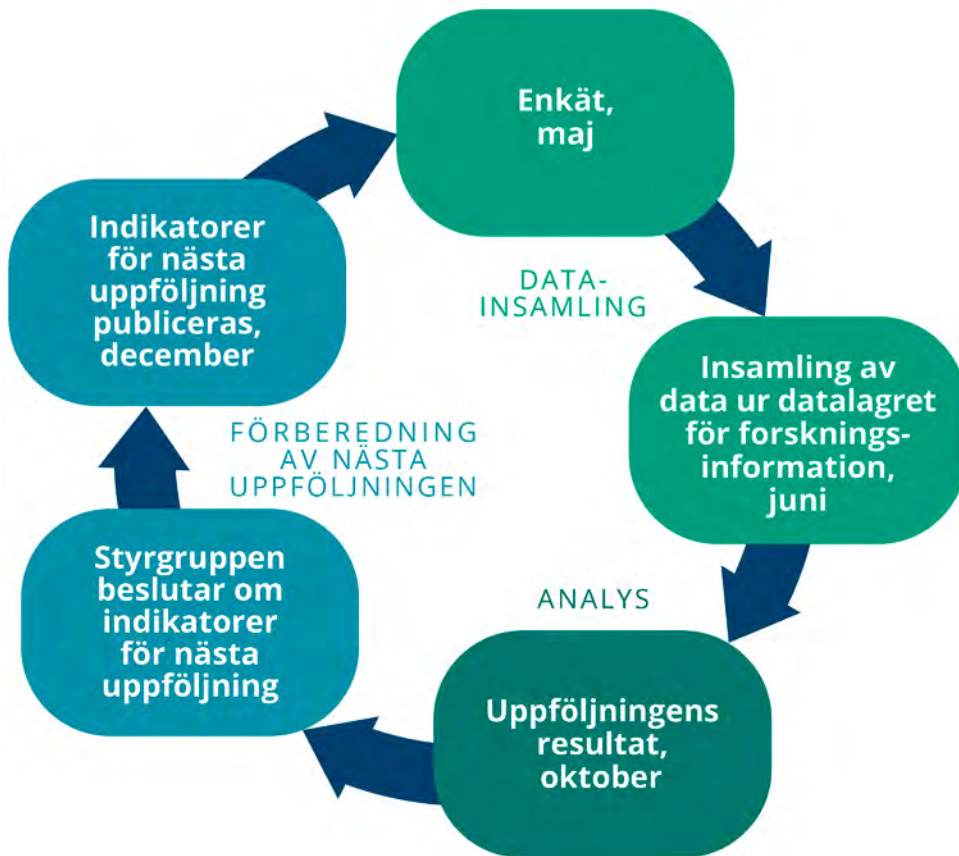 Enkät,
maj
DATA-
INSAMLING
Insamling av
data ur datalagret
för forsknings-
information,
juni
ANALYS
Uppföljningens
resultat,
oktober
Styrgruppen
beslutar om
indikatorer
för nästa
uppföljning
FÖRBEREDNING
AV NÄSTA
UPPFÖLJNINGEN
Indikatorer
för nästa
uppföljning
publiceras,
december